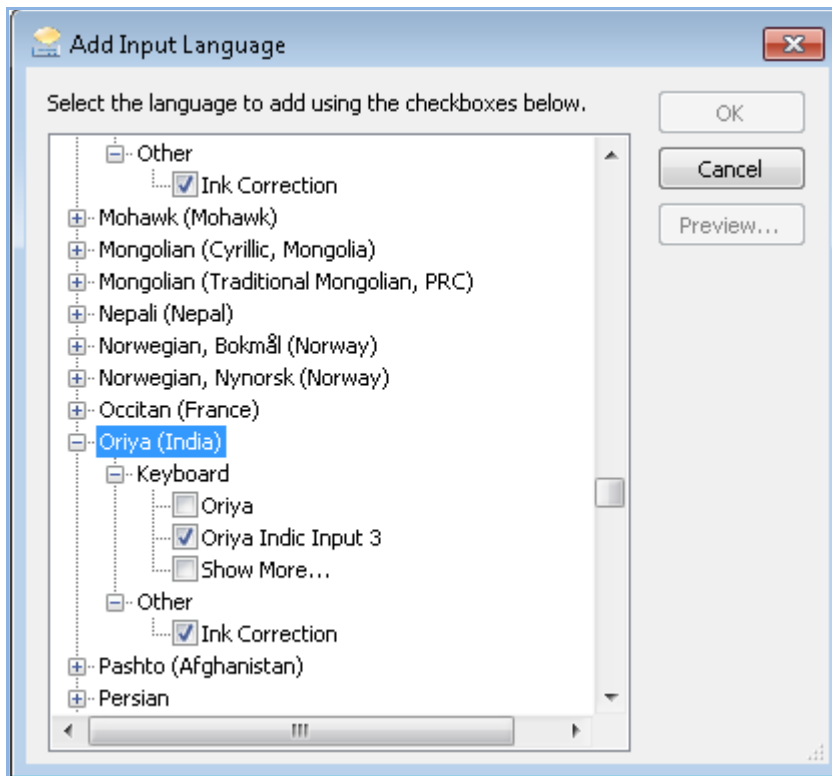 Add Input Language
Select the language to add using the checkboxes below.
OK
Cancel
Preview...
Other
Ink Correction
Mohawk (Mohawk)
Mongolian (Cyrillic, Mongolia)
Mongolian (Traditional Mongolian, PRC)
Nepali (Nepal)
Norwegian, Bokmål (Norway)
Norwegian, Nynorsk (Norway)
Occitan (France)
Oriya (India)
Keyboard
Oriya
Oriya Indic Input 3
Show More...
Other
Ink Correction
Pashto (Afghanistan)
Persian